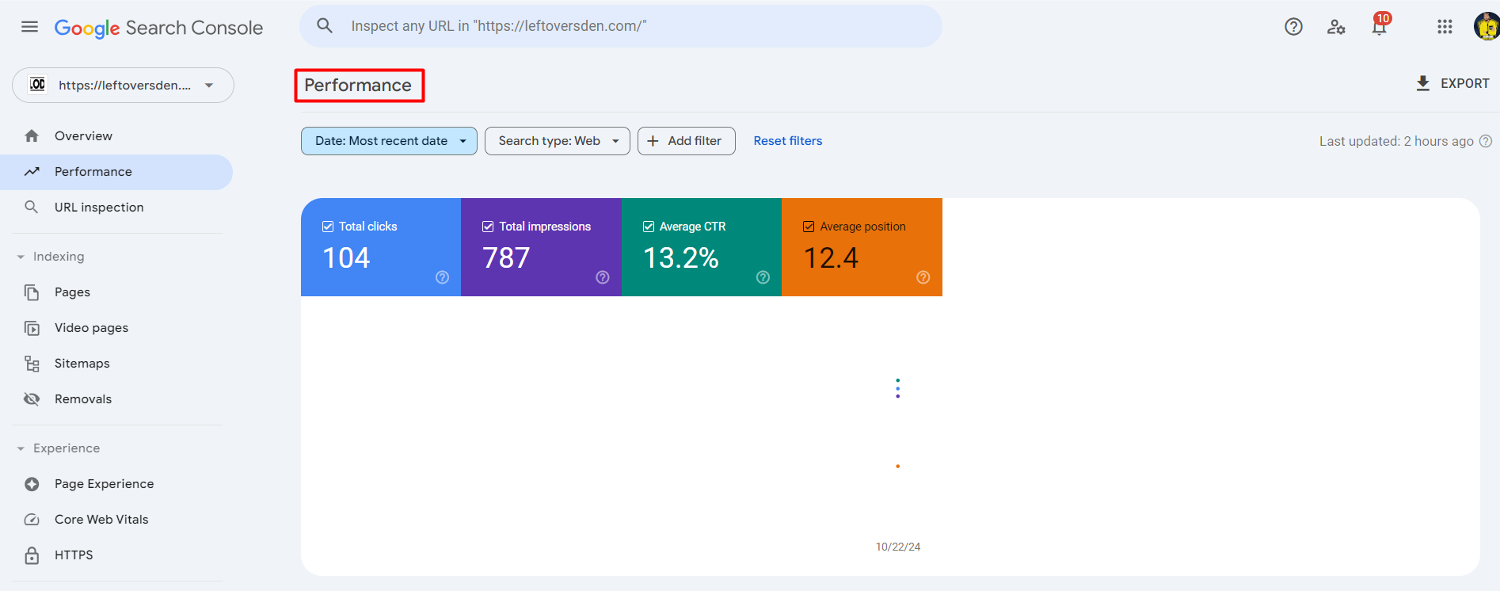 Google Search Console
Inspect any URL in "https://leftoversden.com/"
10
LOD
https://leftoversden....
Performance
EXPORT
Date: Most recent date
Search type: Web
Add filter
Reset filters
Last updated: 2 hours ago
Overview
Performance
URL inspection
Indexing
Pages
Video pages
Sitemaps
Removals
Experience
Page Experience
Core Web Vitals
HTTPS
Total clicks
104
Total impressions
787
Average CTR
13.2%
Average position
12.4
10/22/24